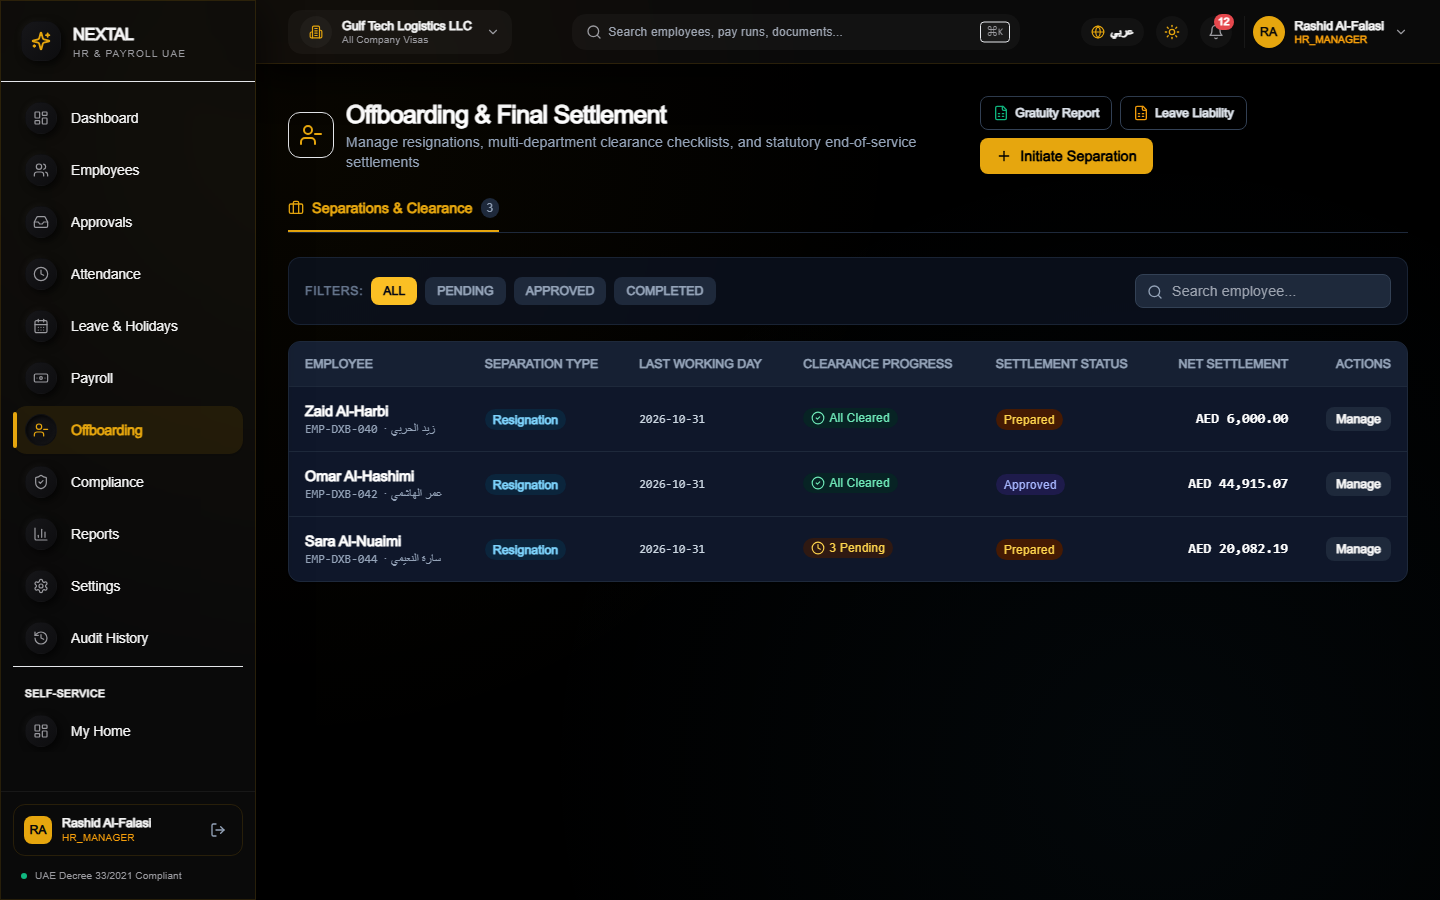 NEXTAL
HR & PAYROLL UAE
Gulf Tech Logistics LLC
All Company Visas
Search employees, pay runs, documents...
⌘K
عربي
12
RA
Rashid Al-Falasi
HR_MANAGER
Dashboard
Employees
Approvals
Attendance
Leave & Holidays
Payroll
Offboarding
Compliance
Reports
Settings
Audit History
SELF-SERVICE
My Home
RA
Rashid Al-Falasi
HR_MANAGER
UAE Decree 33/2021 Compliant
Offboarding & Final Settlement
Manage resignations, multi-department clearance checklists, and statutory end-of-service
settlements
Gratuity Report
Leave Liability
Initiate Separation
Separations & Clearance 3
FILTERS: ALL PENDING APPROVED COMPLETED
Search employee...
EMPLOYEE SEPARATION TYPE LAST WORKING DAY CLEARANCE PROGRESS SETTLEMENT STATUS NET SETTLEMENT ACTIONS
Zaid Al-Harbi
EMP-DXB-040 · زيد الحربي
Resignation 2026-10-31 All Cleared Prepared AED 6,000.00 Manage
Omar Al-Hashimi
EMP-DXB-042 · عمر الهاشمي
Resignation 2026-10-31 All Cleared Approved AED 44,915.07 Manage
Sara Al-Nuaimi
EMP-DXB-044 · سارة النعيمي
Resignation 2026-10-31 3 Pending Prepared AED 20,082.19 Manage